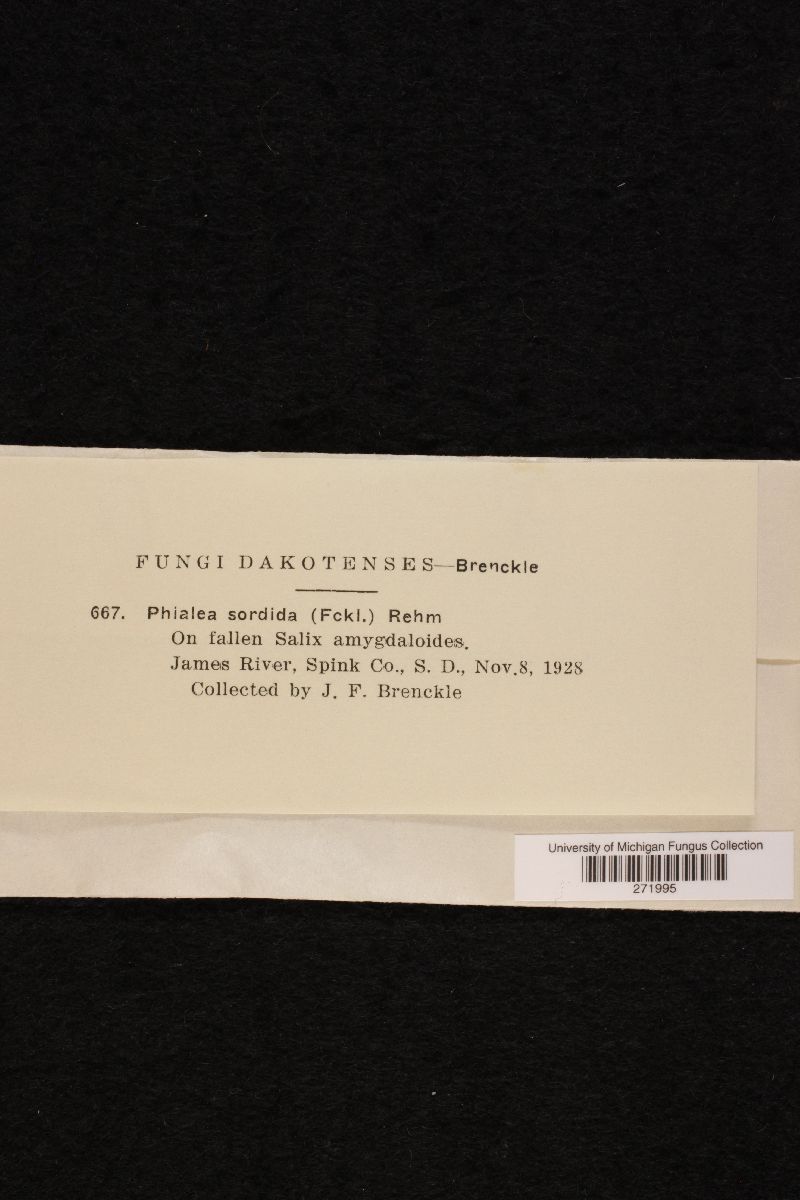 FUNGI DAKOTENSES—Brenckle
667. Phialea sordida (Fckl.) Rehm
On fallen Salix amygdaloides.
James River, Spink Co., S. D., Nov.8, 1928
Collected by J. F. Brenckle
University of Michigan Fungus Collection
271995